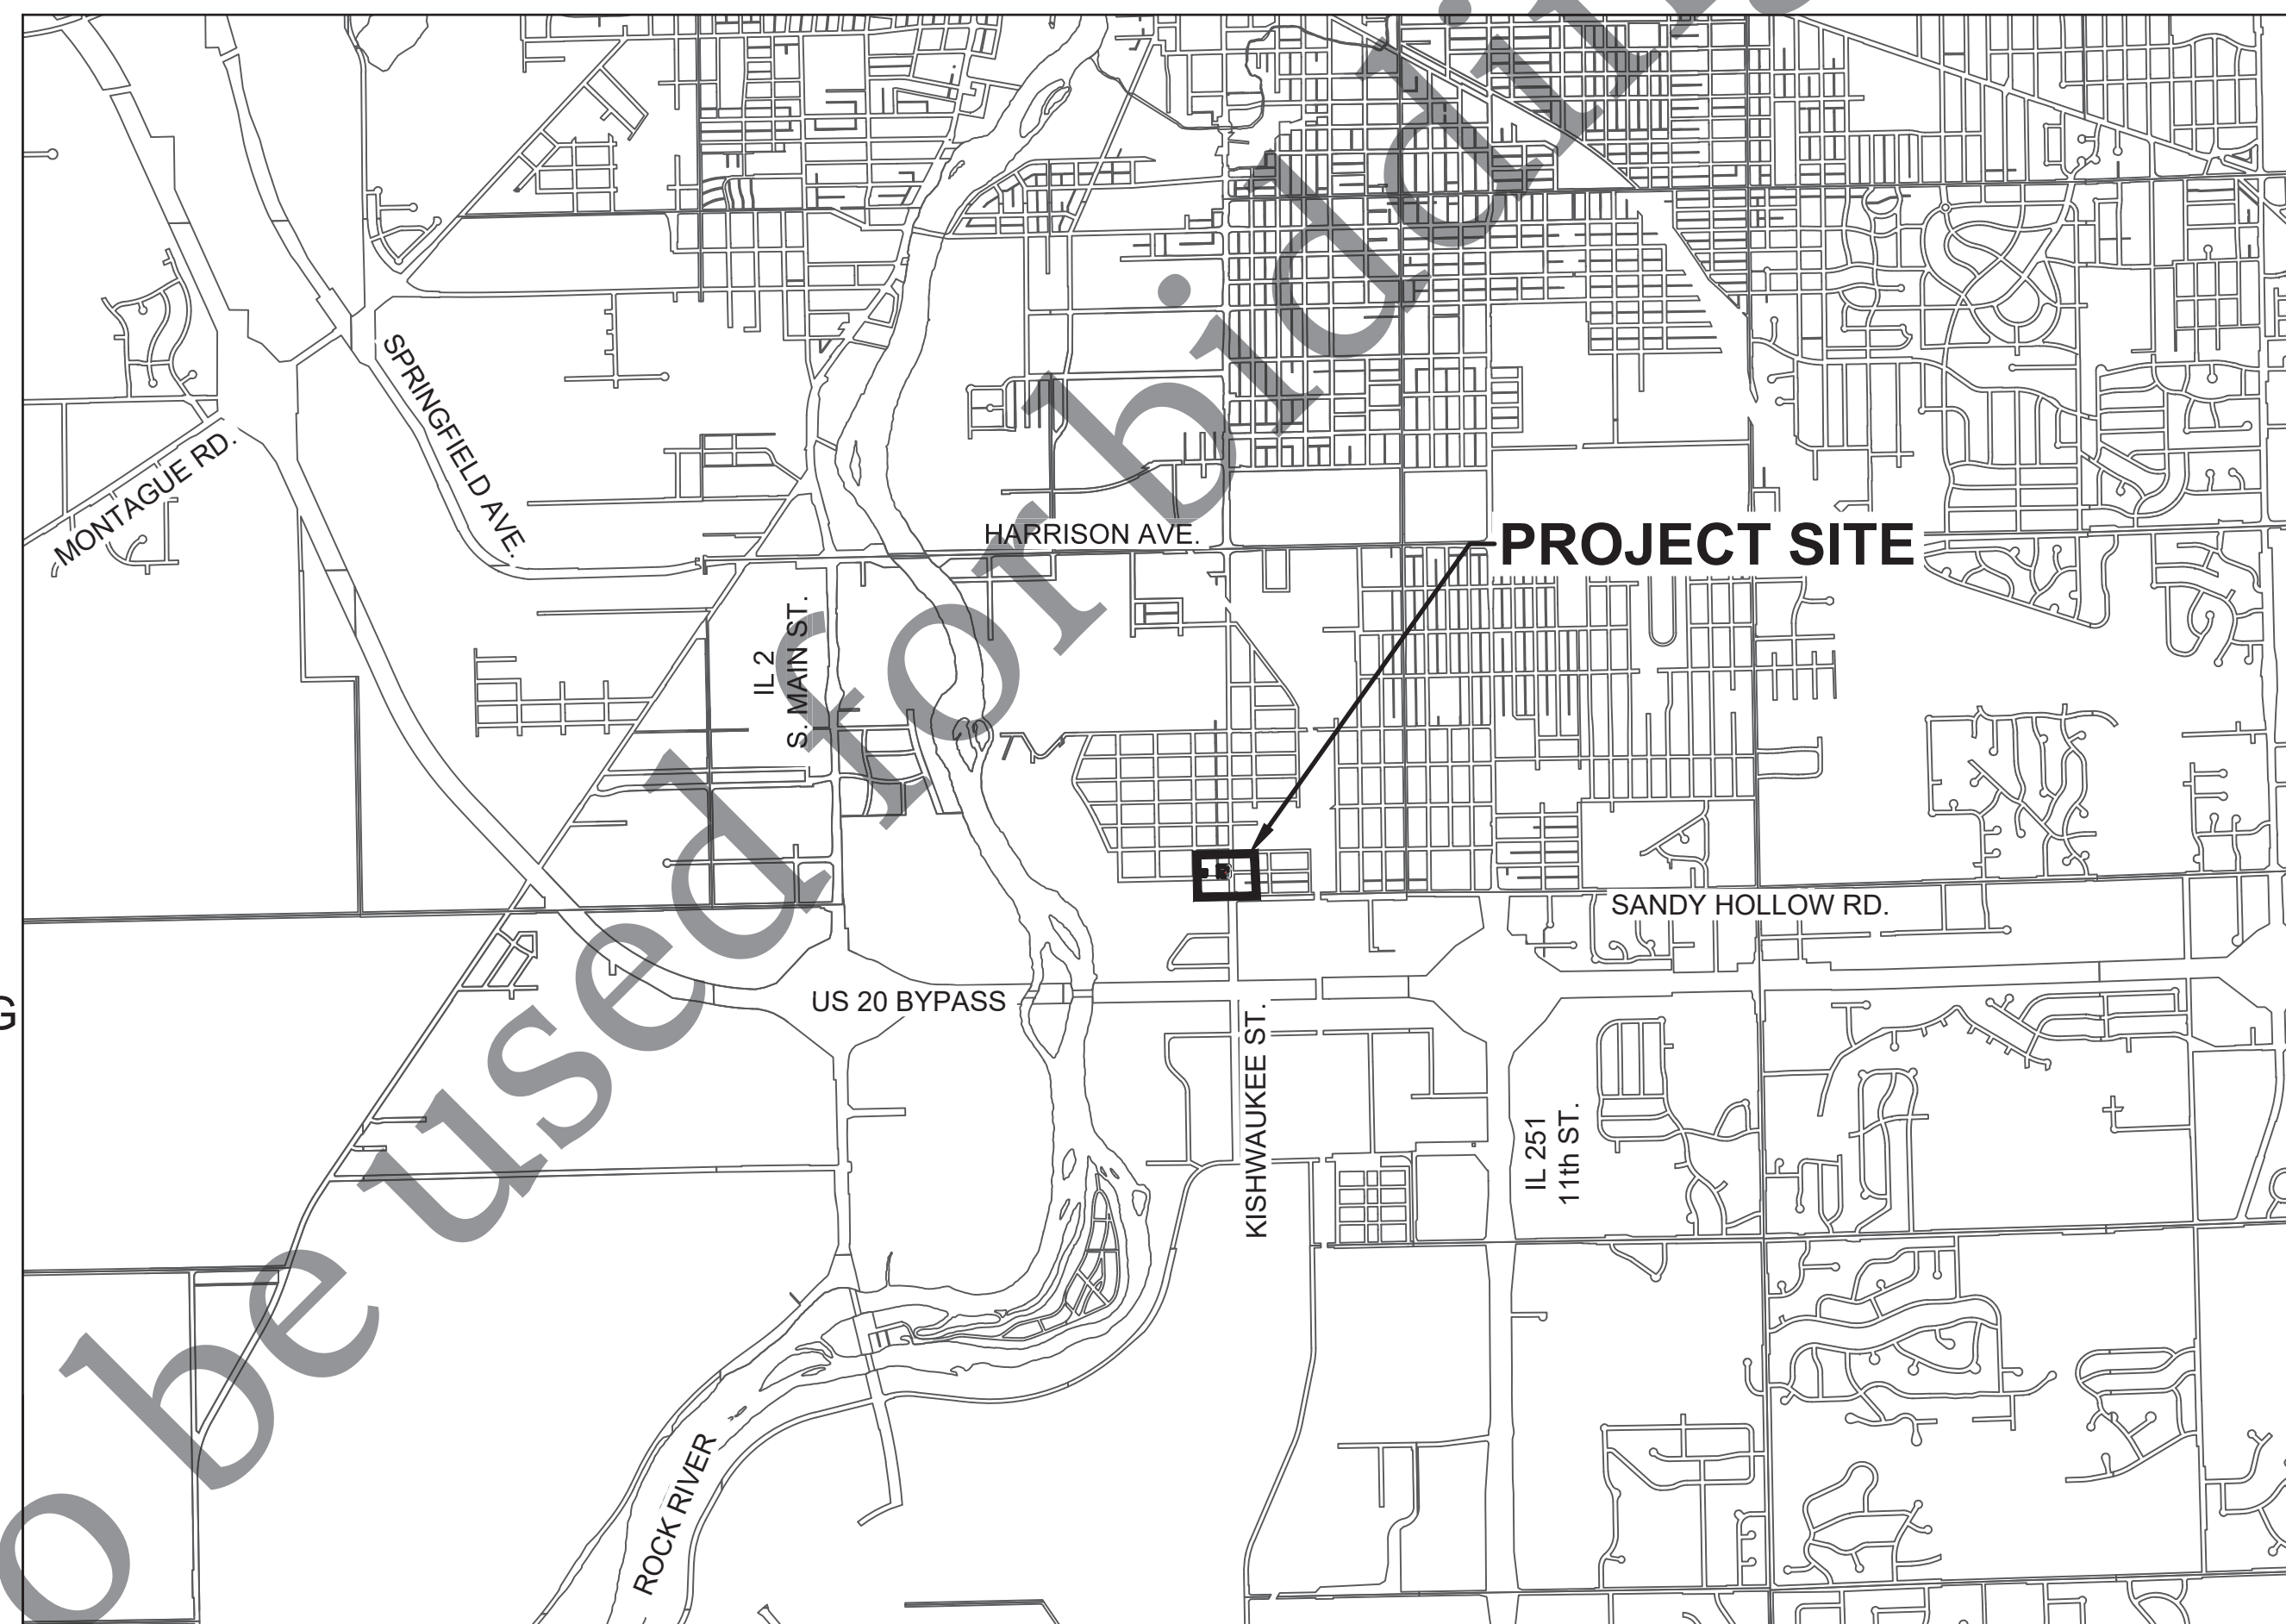 SPRINGFIELD AVE.
MONTAGUE RD.
HARRISON AVE.
PROJECT SITE
IL 2
S. MAIN ST.
SANDY HOLLOW RD.
US 20 BYPASS
G
KISHWAUKEE ST.
IL 251
11th ST.
ROCK RIVER
o be used for bidding